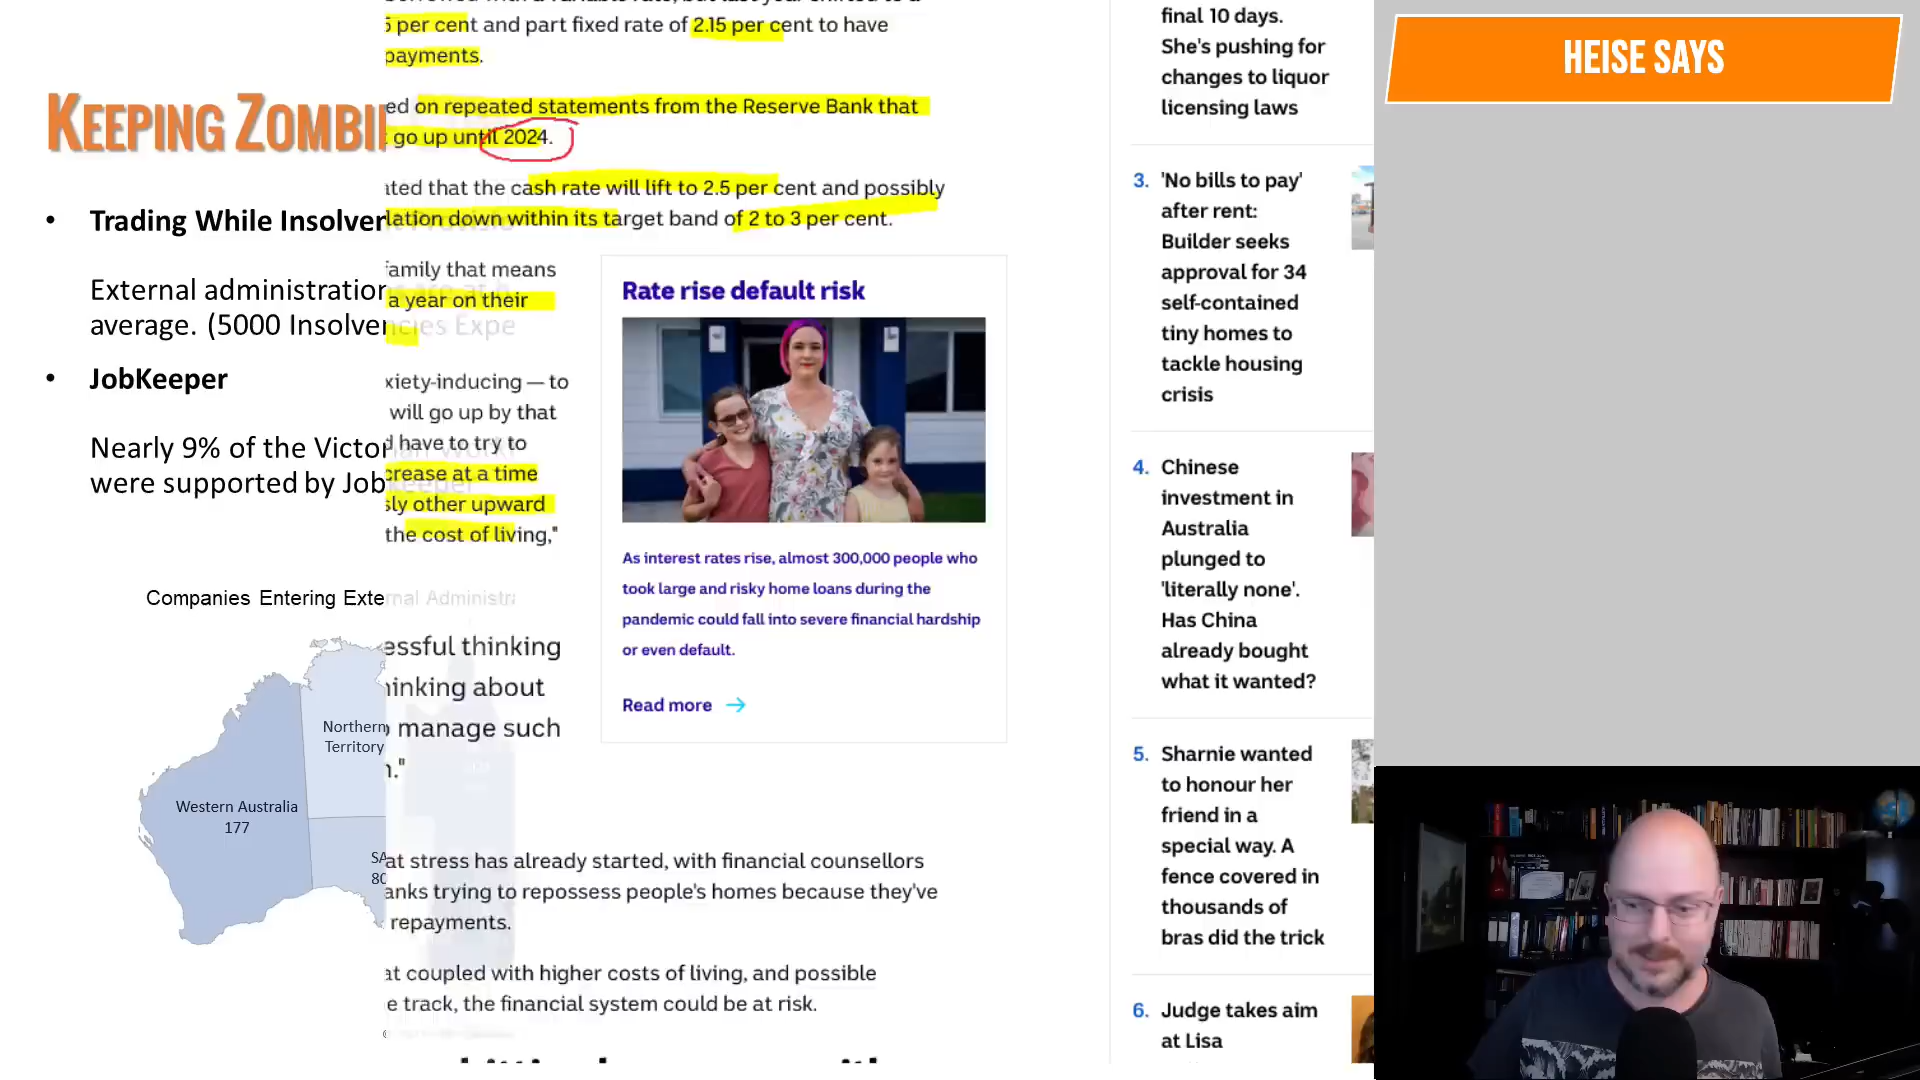 KEEPING ZOMBI
• Trading While Insolvent Provisio
External administration
average. (5000 Insolvencies Expe
• JobKeeper
Nearly 9% of the Victorian
were supported by JobKeeper
Companies Entering External Administra
Northern
Territory
Western Australia
177
SA
80
5 per cent and part fixed rate of 2.15 per cent to have
payments.
ed on repeated statements from the Reserve Bank that
go up until 2024.
ated that the cash rate will lift to 2.5 per cent and possibly
lation down within its target band of 2 to 3 per cent.
family that means
a year on their
xiety-inducing — to
will go up by that
d have to try to
crease at a time
sly other upward
the cost of living,"
essful thinking
hinking about
manage such
n."
at stress has already started, with financial counsellors
anks trying to repossess people's homes because they've
repayments.
at coupled with higher costs of living, and possible
e track, the financial system could be at risk.
Rate rise default risk
As interest rates rise, almost 300,000 people who
took large and risky home loans during the
pandemic could fall into severe financial hardship
or even default.
Read more →
final 10 days.
She's pushing for
changes to liquor
licensing laws
3. 'No bills to pay'
after rent:
Builder seeks
approval for 34
self-contained
tiny homes to
tackle housing
crisis
4. Chinese
investment in
Australia
plunged to
'literally none'.
Has China
already bought
what it wanted?
5. Sharnie wanted
to honour her
friend in a
special way. A
fence covered in
thousands of
bras did the trick
6. Judge takes aim
at Lisa
HEISE SAYS